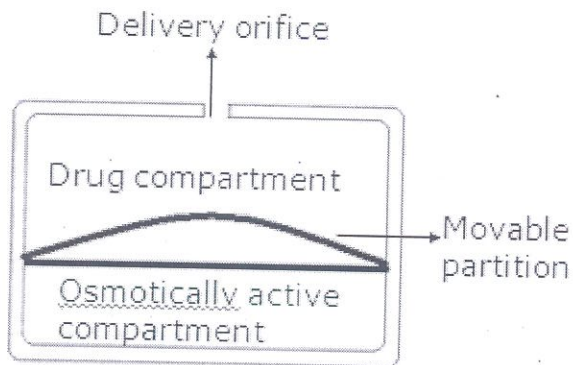 Delivery orifice
Drug compartment
Movable
partition
Osmotically active
compartment